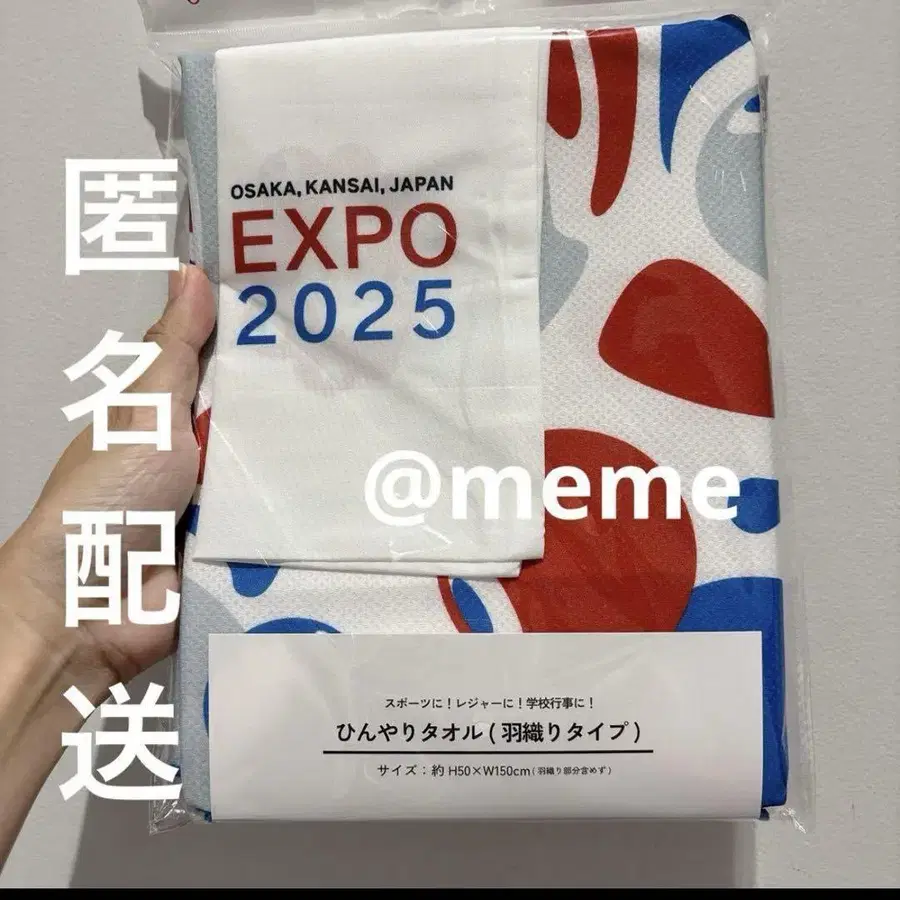 匿名配送
OSAKA, KANSAI, JAPAN
EXPO
2025
@meme
スポーツに！レジャーに！学校行事に！
ひんやりタオル ( 羽織りタイプ )
サイズ：約 H50×W150cm ( 羽織り部分含めず )